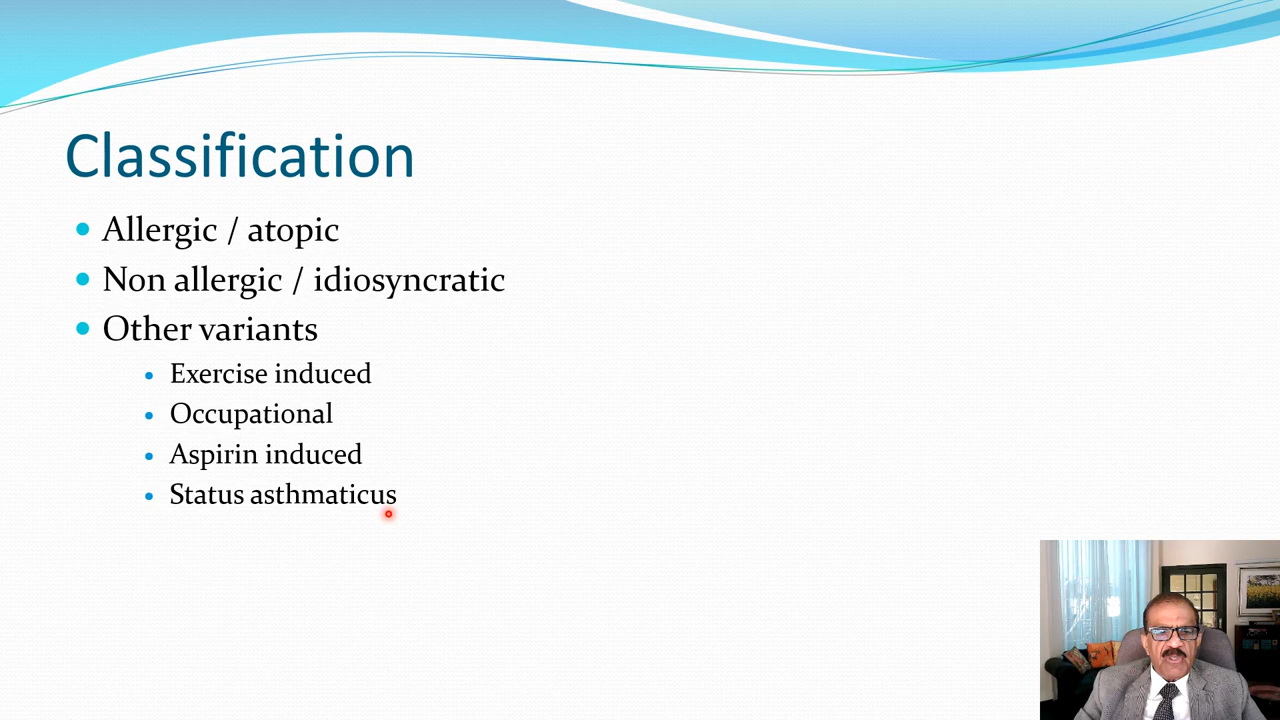 Classification
Allergic / atopic
Non allergic / idiosyncratic
Other variants
Exercise induced
Occupational
Aspirin induced
Status asthmaticus